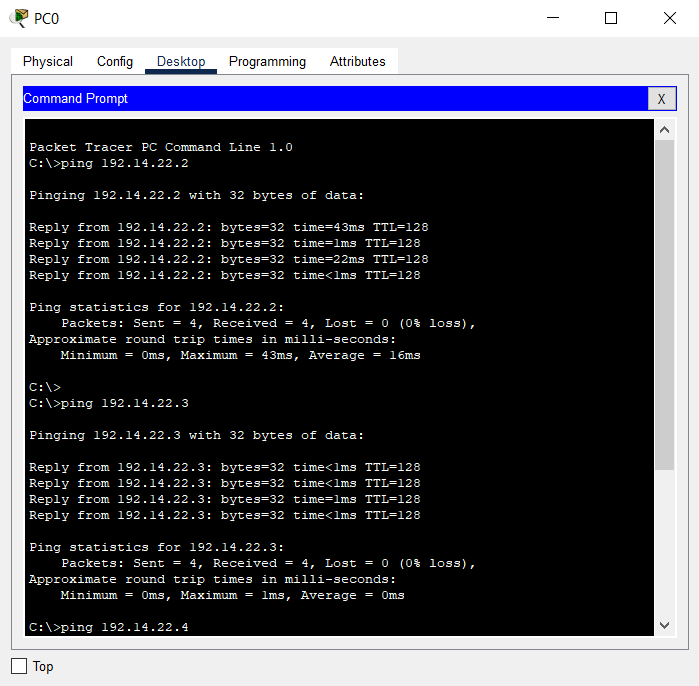 PC0
Physical Config Desktop Programming Attributes
Command Prompt
X
Packet Tracer PC Command Line 1.0
C:\>ping 192.14.22.2
Pinging 192.14.22.2 with 32 bytes of data:
Reply from 192.14.22.2: bytes=32 time=43ms TTL=128
Reply from 192.14.22.2: bytes=32 time=1ms TTL=128
Reply from 192.14.22.2: bytes=32 time=22ms TTL=128
Reply from 192.14.22.2: bytes=32 time<1ms TTL=128
Ping statistics for 192.14.22.2:
Packets: Sent = 4, Received = 4, Lost = 0 (0% loss),
Approximate round trip times in milli-seconds:
Minimum = 0ms, Maximum = 43ms, Average = 16ms
C:\>
C:\>ping 192.14.22.3
Pinging 192.14.22.3 with 32 bytes of data:
Reply from 192.14.22.3: bytes=32 time<1ms TTL=128
Reply from 192.14.22.3: bytes=32 time<1ms TTL=128
Reply from 192.14.22.3: bytes=32 time=1ms TTL=128
Reply from 192.14.22.3: bytes=32 time<1ms TTL=128
Ping statistics for 192.14.22.3:
Packets: Sent = 4, Received = 4, Lost = 0 (0% loss),
Approximate round trip times in milli-seconds:
Minimum = 0ms, Maximum = 1ms, Average = 0ms
C:\>ping 192.14.22.4
Top